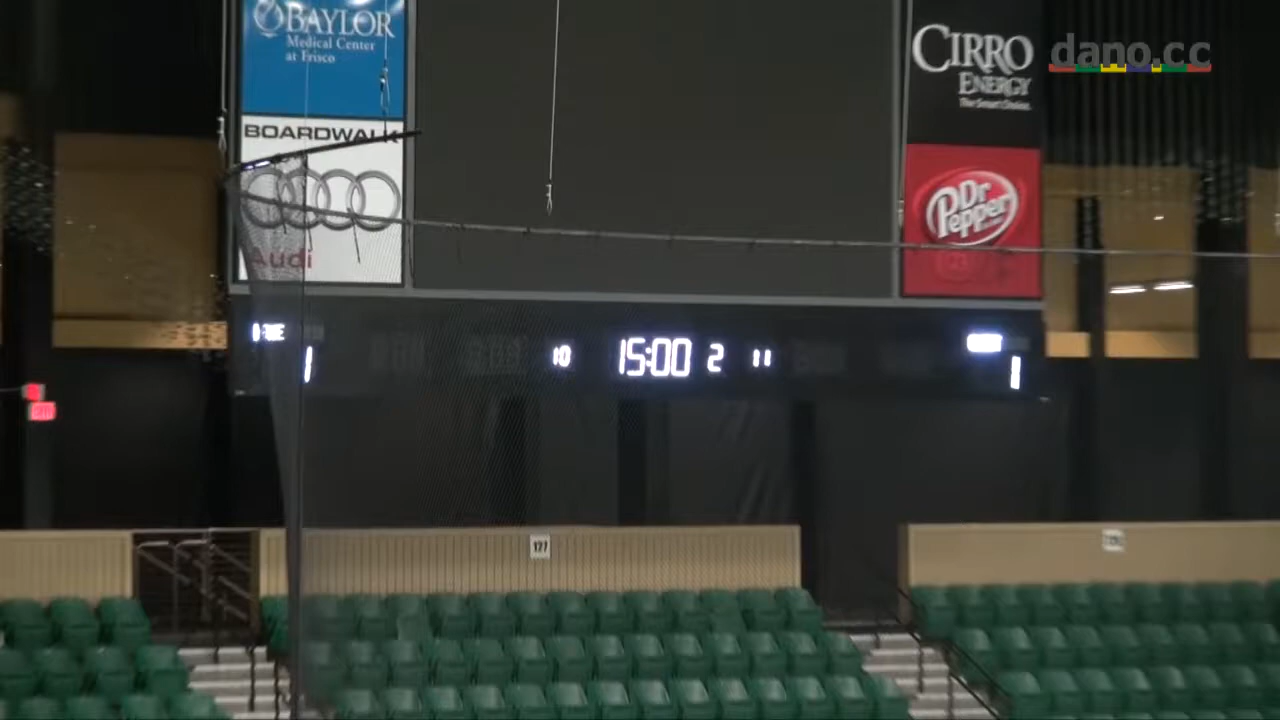 BAYLOR
Medical Center
at Frisco
BOARDWALK
Audi
CIRRO
ENERGY
The Smart Choice.
dano.cc
Dr
Pepper
1
10
15:00
2
11
1
127